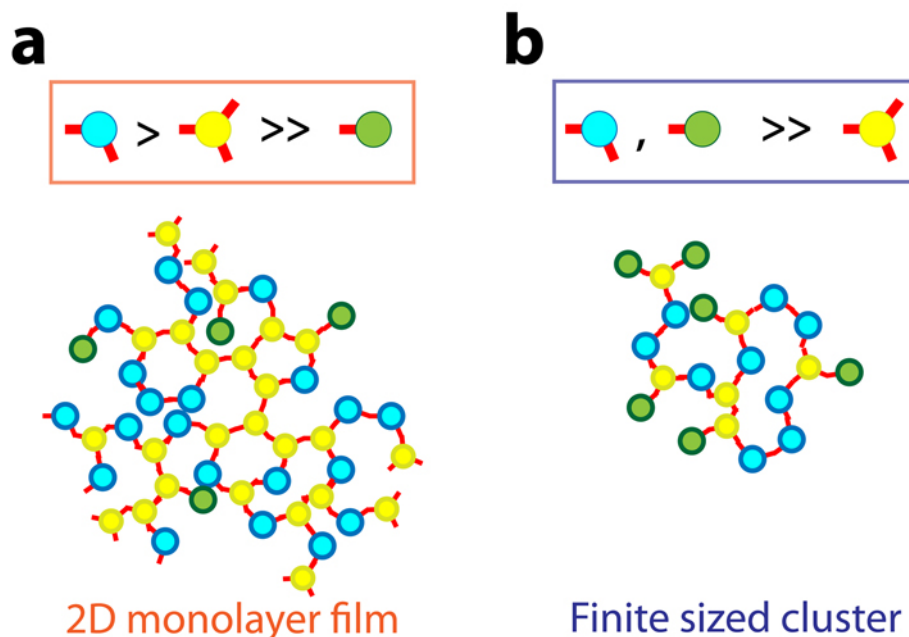 a
b
> >>
, >>
2D monolayer film
Finite sized cluster